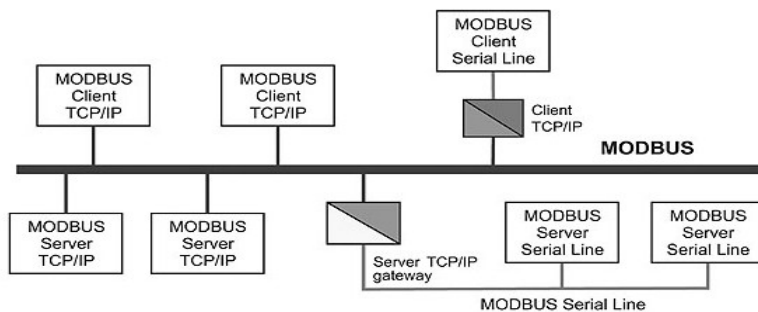 MODBUS
Client
Serial Line
MODBUS
Client
TCP/IP
MODBUS
Client
TCP/IP
Client
TCP/IP
MODBUS
MODBUS
Server
TCP/IP
MODBUS
Server
TCP/IP
Server TCP/IP
gateway
MODBUS
Server
Serial Line
MODBUS
Server
Serial Line
MODBUS Serial Line